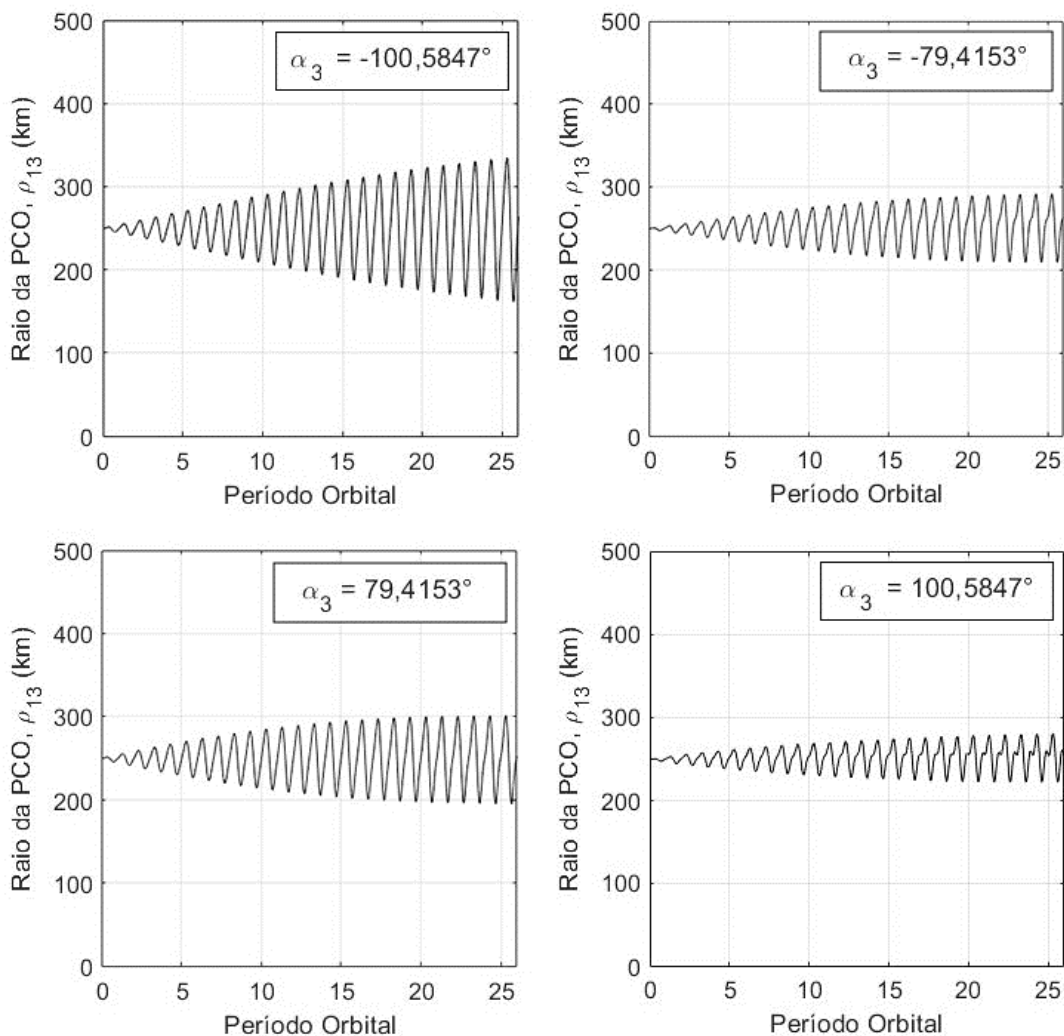 500
400
300
200
100
0
Raio da PCO, ρ13 (km)
α3 = -100,5847°
0 5 10 15 20 25
Período Orbital
500
400
300
200
100
0
Raio da PCO, ρ13 (km)
α3 = -79,4153°
0 5 10 15 20 25
Período Orbital
500
400
300
200
100
0
Raio da PCO, ρ13 (km)
α3 = 79,4153°
0 5 10 15 20 25
Período Orbital
500
400
300
200
100
0
Raio da PCO, ρ13 (km)
α3 = 100,5847°
0 5 10 15 20 25
Período Orbital